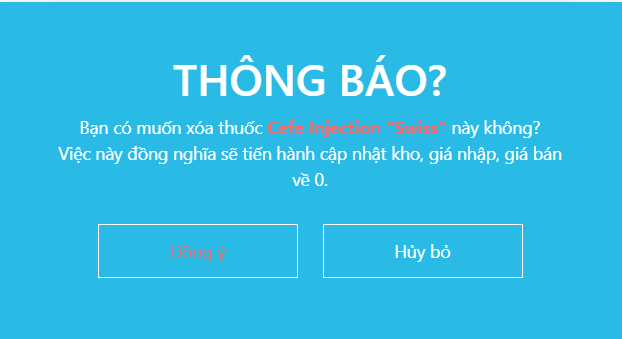 THÔNG BÁO?
Bạn có muốn xóa thuốc Cefe Injection "Swiss" này không?
Việc này đồng nghĩa sẽ tiến hành cập nhật kho, giá nhập, giá bán
về 0.
Đồng ý
Hủy bỏ